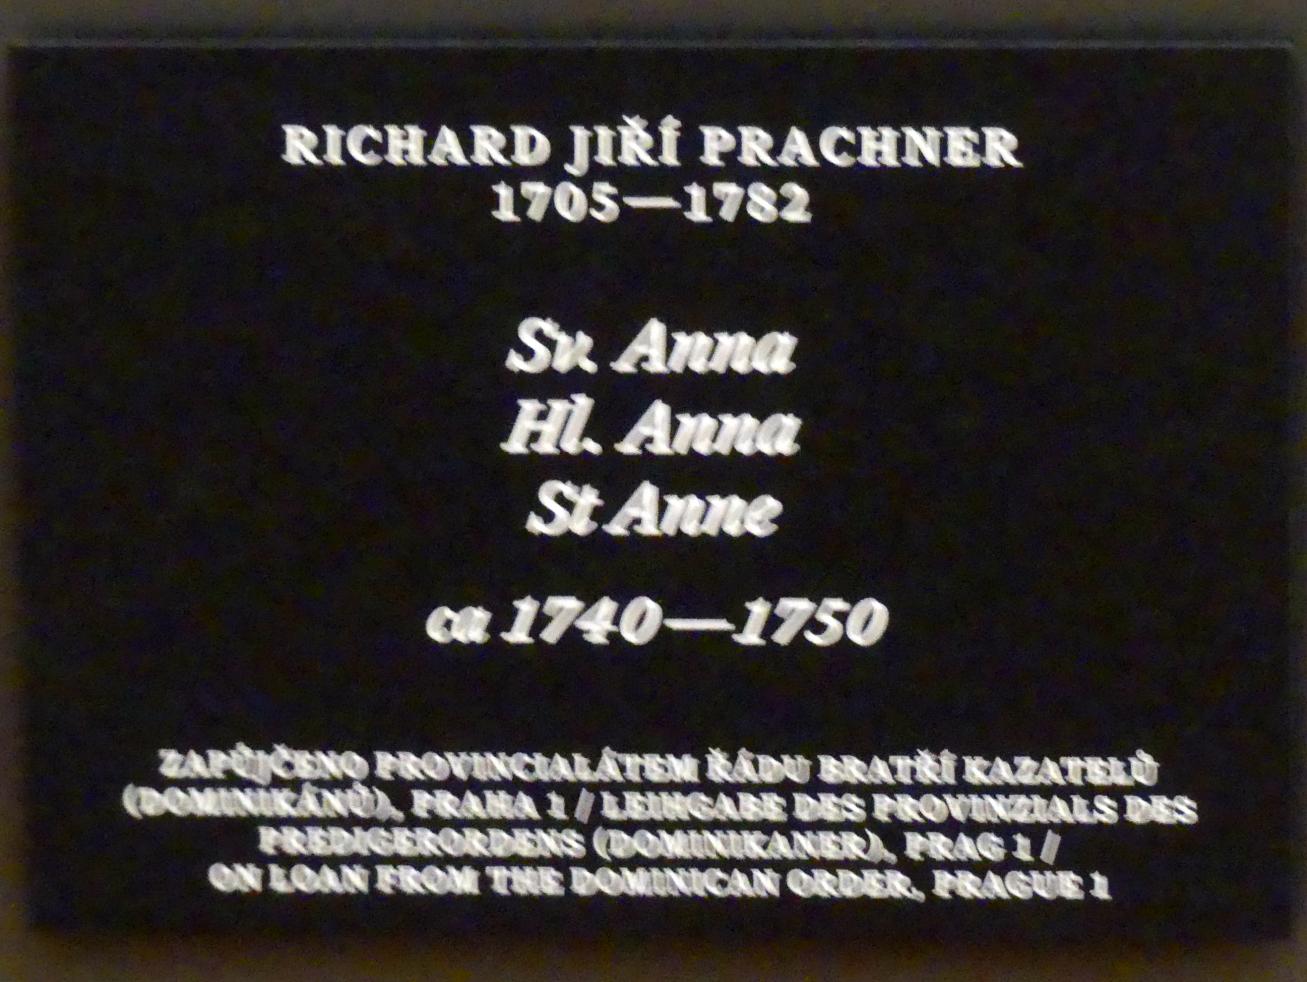 RICHARD JIŘÍ PRACHNER
1705—1782
Sv. Anna
Hl. Anna
St Anne
ca 1740—1750
ZAPŮJČENO PROVINCIALÁTEM ŘÁDU BRATŘÍ KAZATELŮ
(DOMINIKÁNŮ), PRAHA 1 / LEIHGABE DES PROVINZIALS DES
PREDIGERORDENS (DOMINIKANER), PRAG 1 /
ON LOAN FROM THE DOMINICAN ORDER, PRAGUE 1